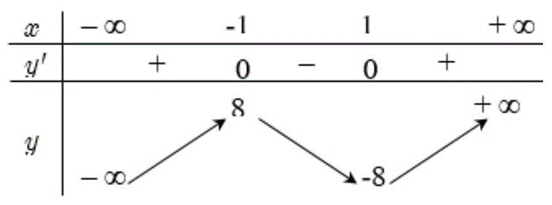 x − ∞ -1 1 + ∞
y' + 0 − 0 +
8 + ∞
y
− ∞ -8